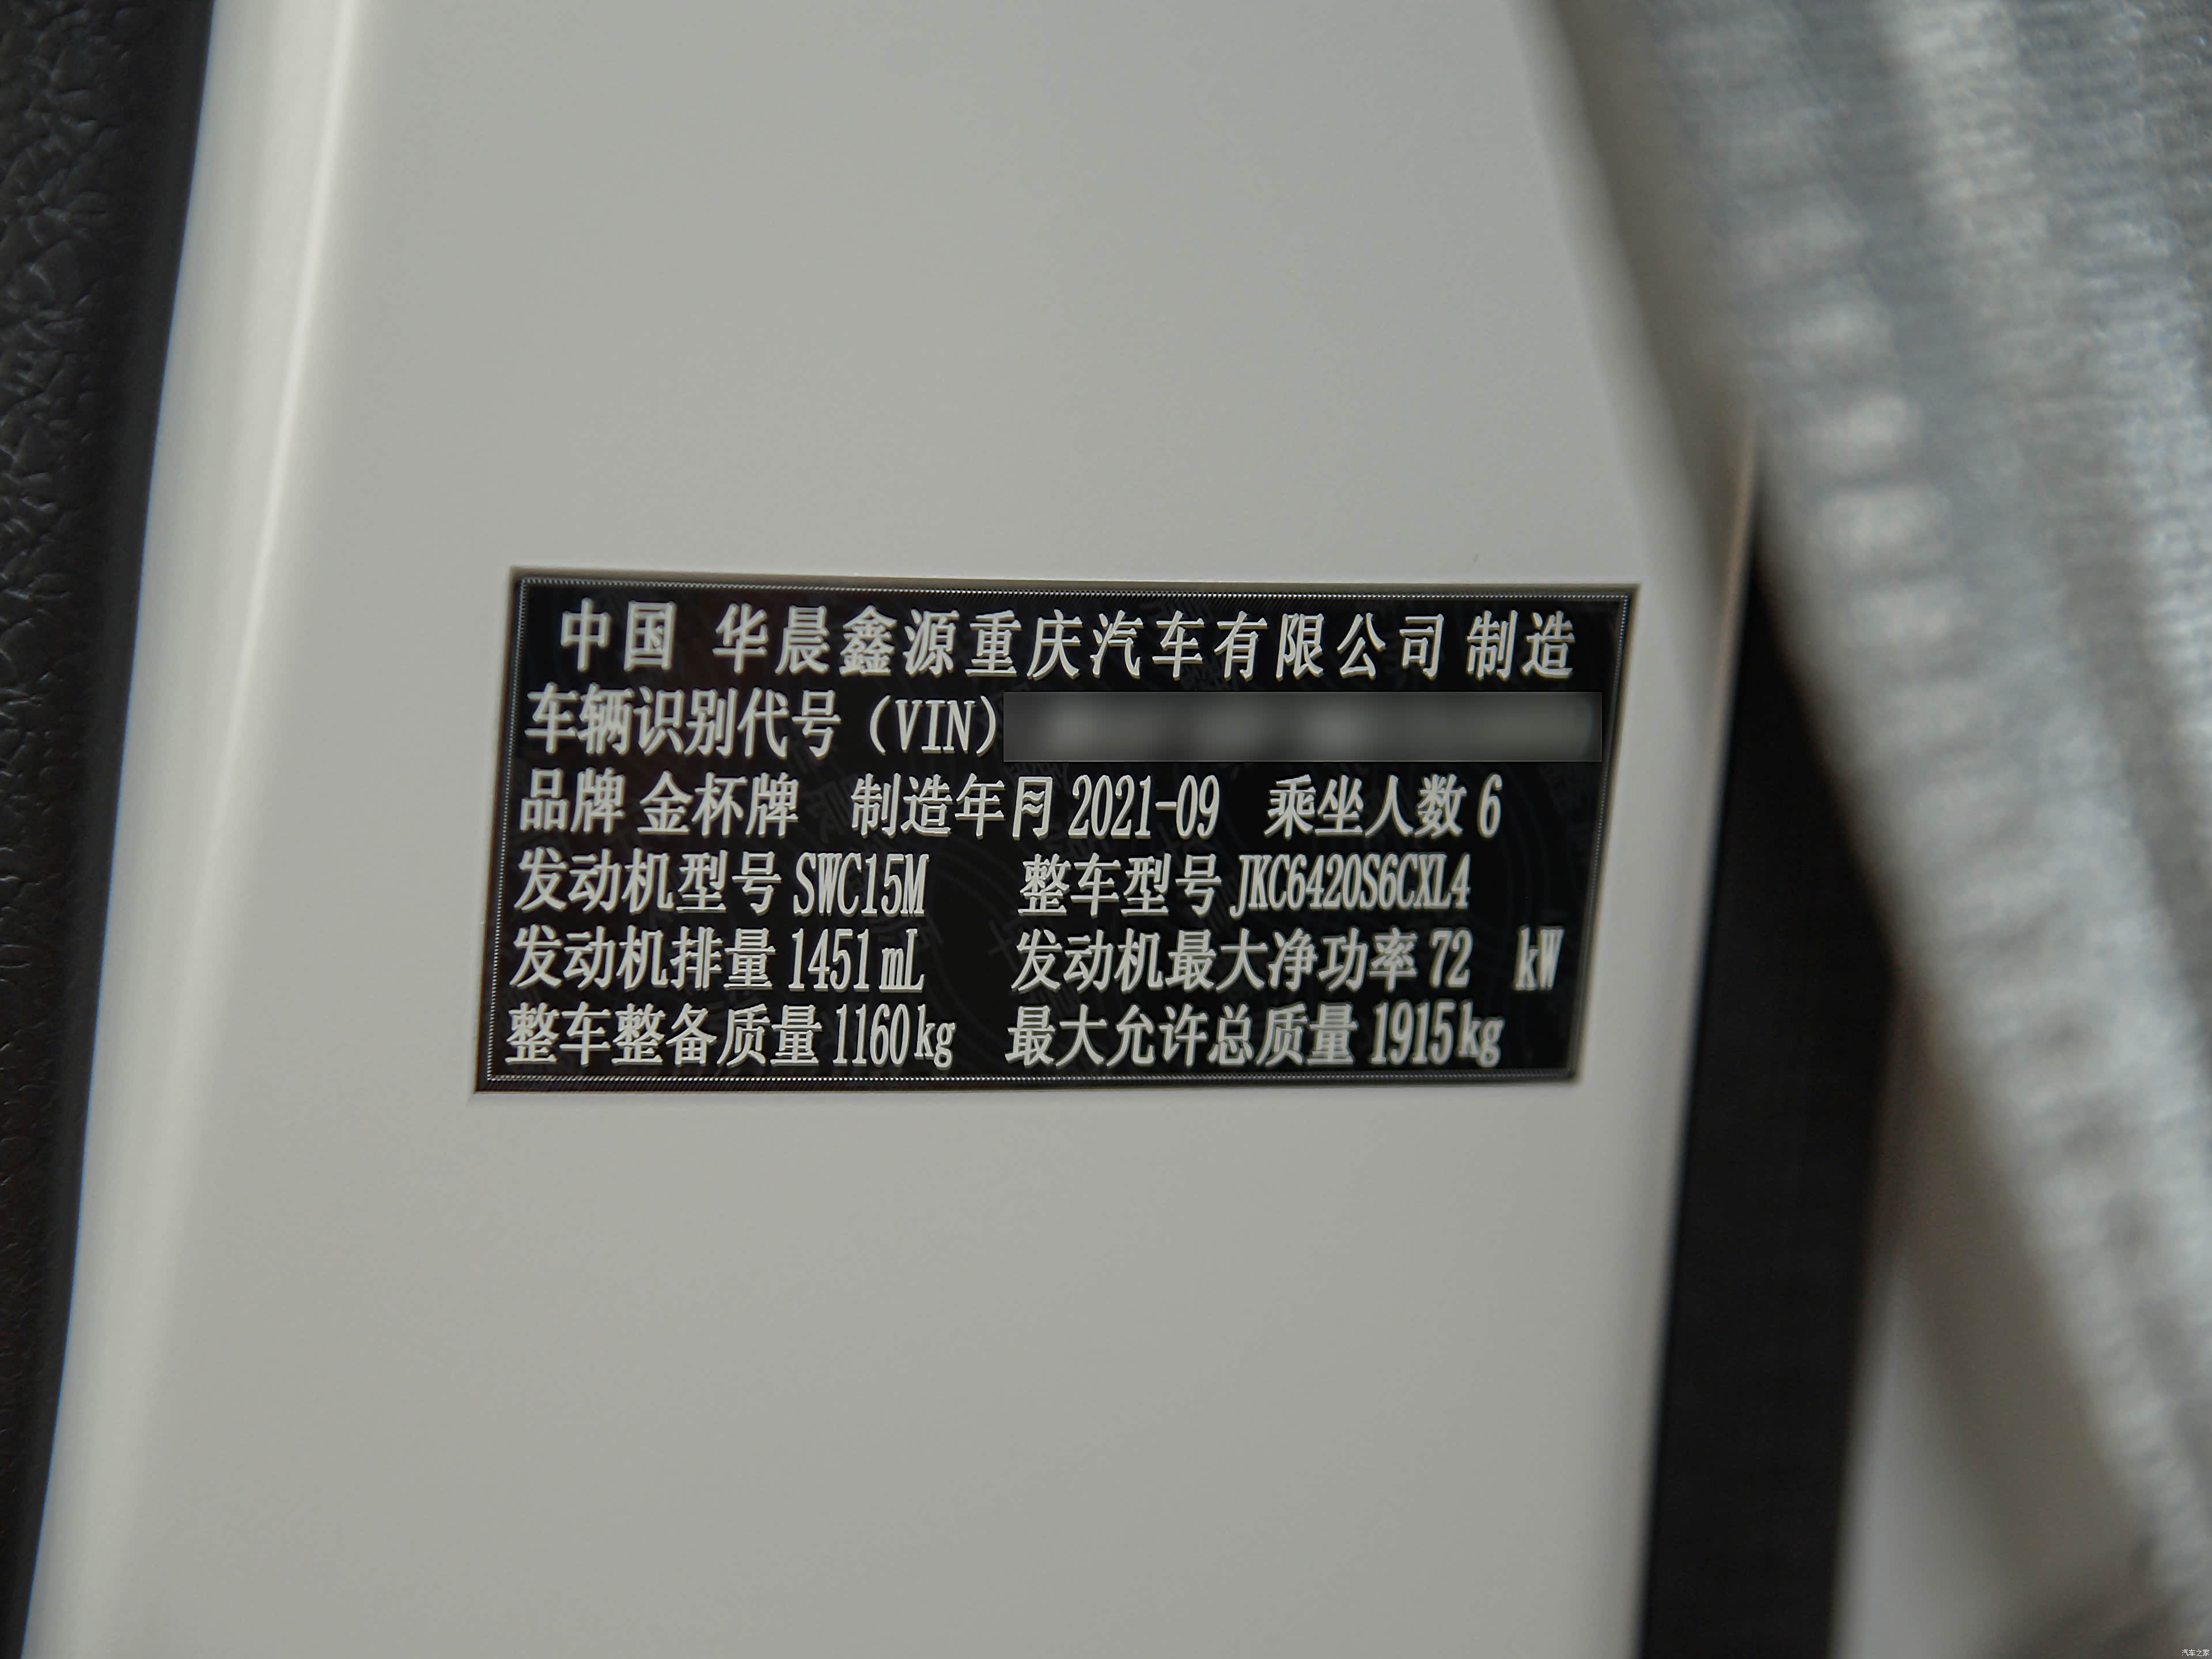 中国 华晨鑫源重庆汽车有限公司 制造
车辆识别代号（VIN）
品牌 金杯牌 制造年月 2021-09 乘坐人数 6
发动机型号 SWC15M 整车型号 JKC6420S6CXL4
发动机排量 1451mL 发动机最大净功率 72 kW
整车整备质量 1160kg 最大允许总质量 1915kg
汽车之家